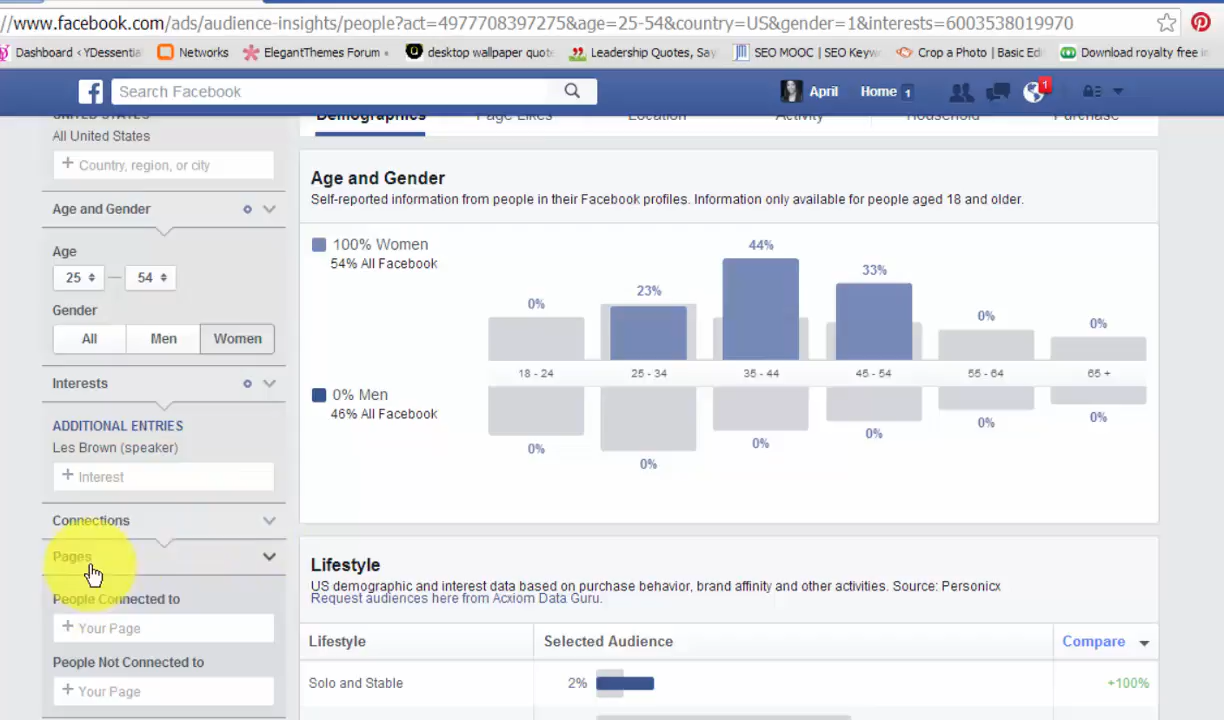 //www.facebook.com/ads/audience-insights/people?act=4977708397275&age=25-54&country=US&gender=1&interests=6003538019970
Dashboard ‹ YDessentia
Networks
ElegantThemes Forum •
desktop wallpaper quote
Leadership Quotes, Say
SEO MOOC | SEO Keyw
Crop a Photo | Basic Edi
Download royalty free i
Search Facebook
April
Home 1
1
UNITED STATES
All United States
+ Country, region, or city
Age and Gender
Age
25 — 54
Gender
All
Men
Women
Interests
ADDITIONAL ENTRIES
Les Brown (speaker)
+ Interest
Connections
Pages
People Connected to
+ Your Page
People Not Connected to
+ Your Page
Demographics
Page Likes
Location
Activity
Household
Purchase
Age and Gender
Self-reported information from people in their Facebook profiles. Information only available for people aged 18 and older.
100% Women
54% All Facebook
0%
23%
44%
33%
0%
0%
18 - 24
25 - 34
35 - 44
45 - 54
55 - 64
65 +
0% Men
46% All Facebook
0%
0%
0%
0%
0%
0%
Lifestyle
US demographic and interest data based on purchase behavior, brand affinity and other activities. Source: Personicx
Request audiences here from Acxiom Data Guru.
Lifestyle
Selected Audience
Compare
Solo and Stable
2%
+100%